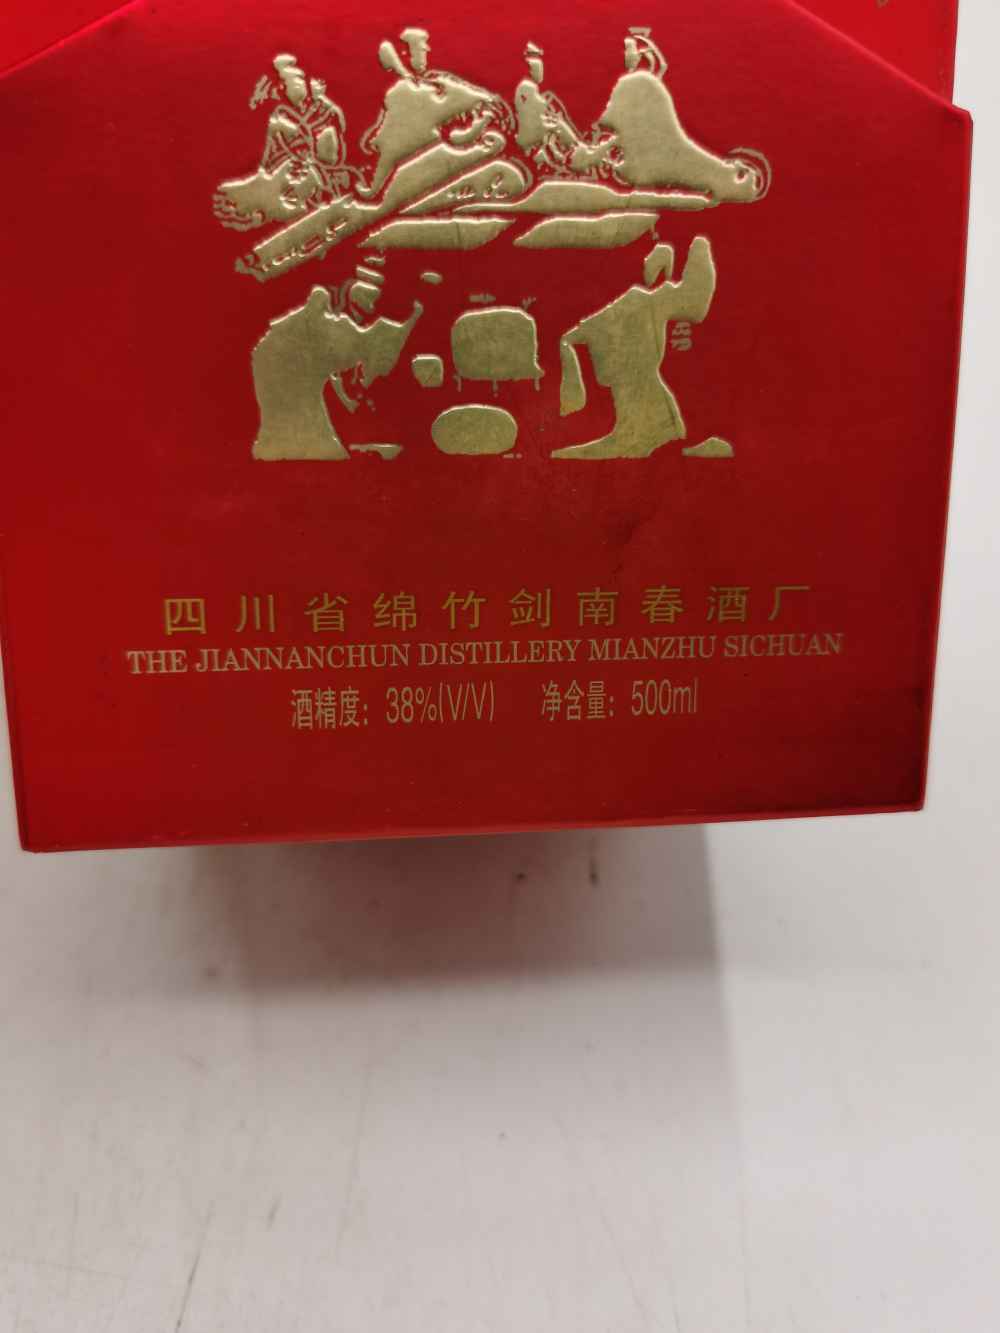 四川省绵竹剑南春酒厂
THE JIANNANCHUN DISTILLERY MIANZHU SICHUAN
酒精度：38%(V/V) 净含量：500ml